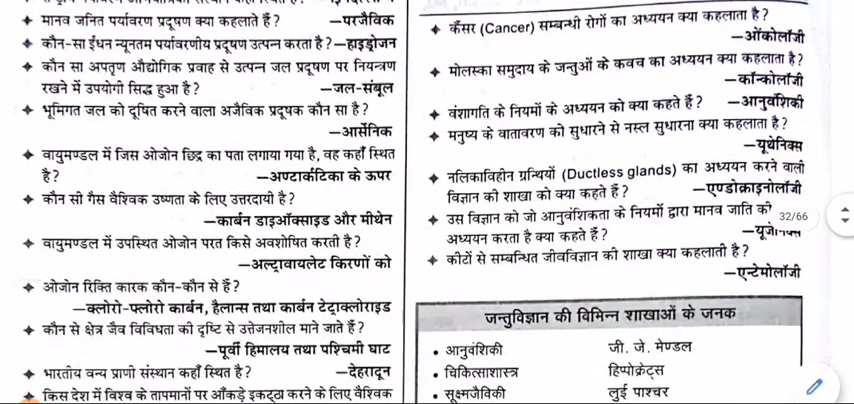 ✦ मानव जनित पर्यावरण प्रदूषण क्या कहलाते हैं? —परजैविक
✦ कौन-सा ईंधन न्यूनतम पर्यावरणीय प्रदूषण उत्पन्न करता है?—हाइड्रोजन
✦ कौन सा अपतृण औद्योगिक प्रवाह से उत्पन्न जल प्रदूषण पर नियन्त्रण
रखने में उपयोगी सिद्ध हुआ है? —जल-संबूल
✦ भूमिगत जल को दूषित करने वाला अजैविक प्रदूषक कौन सा है?
—आर्सेनिक
✦ वायुमण्डल में जिस ओजोन छिद्र का पता लगाया गया है, वह कहाँ स्थित
है? —अण्टार्कटिका के ऊपर
✦ कौन सी गैस वैश्विक उष्णता के लिए उत्तरदायी है?
—कार्बन डाइऑक्साइड और मीथेन
✦ वायुमण्डल में उपस्थित ओजोन परत किसे अवशोषित करती है?
—अल्ट्रावायलेट किरणों को
✦ ओजोन रिक्ति कारक कौन-कौन से हैं?
—क्लोरो-फ्लोरो कार्बन, हैलान्स तथा कार्बन टेट्राक्लोराइड
✦ कौन से क्षेत्र जैव विविधता की दृष्टि से उत्तेजनशील माने जाते हैं?
—पूर्वी हिमालय तथा पश्चिमी घाट
✦ भारतीय वन्य प्राणी संस्थान कहाँ स्थित है? —देहरादून
✦ किस देश में विश्व के तापमानों पर आँकड़े इकट्ठा करने के लिए वैश्विक
✦ कैंसर (Cancer) सम्बन्धी रोगों का अध्ययन क्या कहलाता है?
—ओंकोलॉजी
✦ मोलस्का समुदाय के जन्तुओं के कवच का अध्ययन क्या कहलाता है?
—कॉन्कोलॉजी
✦ वंशागति के नियमों के अध्ययन को क्या कहते हैं? —आनुवंशिकी
✦ मनुष्य के वातावरण को सुधारने से नस्ल सुधारना क्या कहलाता है?
—यूथेनिक्स
✦ नलिकाविहीन ग्रन्थियों (Ductless glands) का अध्ययन करने वाली
विज्ञान की शाखा को क्या कहते हैं? —एण्डोक्राइनोलॉजी
✦ उस विज्ञान को जो आनुवंशिकता के नियमों द्वारा मानव जाति को 32/66
अध्ययन करता है क्या कहते हैं?
✦ कीटों से सम्बन्धित जीवविज्ञान की शाखा क्या कहलाती है?
—एन्टेमोलॉजी
जन्तुविज्ञान की विभिन्न शाखाओं के जनक
• आनुवंशिकी जी. जे. मेण्डल
• चिकित्साशास्त्र हिप्पोक्रेट्स
• सूक्ष्मजैविकी लुई पाश्चर